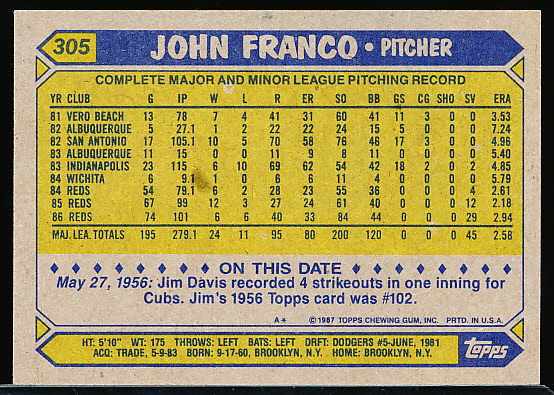 305 JOHN FRANCO • PITCHER
COMPLETE MAJOR AND MINOR LEAGUE PITCHING RECORD
YR CLUB G IP W L R ER SO BB GS CG SHO SV ERA
81 VERO BEACH 13 78 7 4 41 31 60 41 11 3 0 0 3.53
82 ALBUQUERQUE 5 27.1 1 2 22 22 24 15 5 0 0 0 7.24
82 SAN ANTONIO 17 105.1 10 5 70 58 76 46 17 3 0 0 4.96
83 ALBUQUERQUE 11 15 0 0 11 9 8 11 0 0 0 0 5.40
83 INDIANAPOLIS 23 115 6 10 69 62 54 42 18 2 0 2 4.85
84 WICHITA 6 9.1 1 0 6 6 11 4 0 0 0 0 5.79
84 REDS 54 79.1 6 2 28 23 55 36 0 0 0 4 2.61
85 REDS 67 99 12 3 27 24 61 40 0 0 0 12 2.18
86 REDS 74 101 6 6 40 33 84 44 0 0 0 29 2.94
MAJ. LEA. TOTALS 195 279.1 24 11 95 80 200 120 0 0 0 45 2.58
ON THIS DATE
May 27, 1956: Jim Davis recorded 4 strikeouts in one inning for
Cubs. Jim's 1956 Topps card was #102.
A* ©1987 TOPPS CHEWING GUM, INC. PRTD. IN U.S.A.
HT: 5'10" WT: 175 THROWS: LEFT BATS: LEFT DRFT: DODGERS #5-JUNE, 1981
ACQ: TRADE, 5-9-83 BORN: 9-17-60, BROOKLYN, N.Y. HOME: BROOKLYN, N.Y.
TOPPS